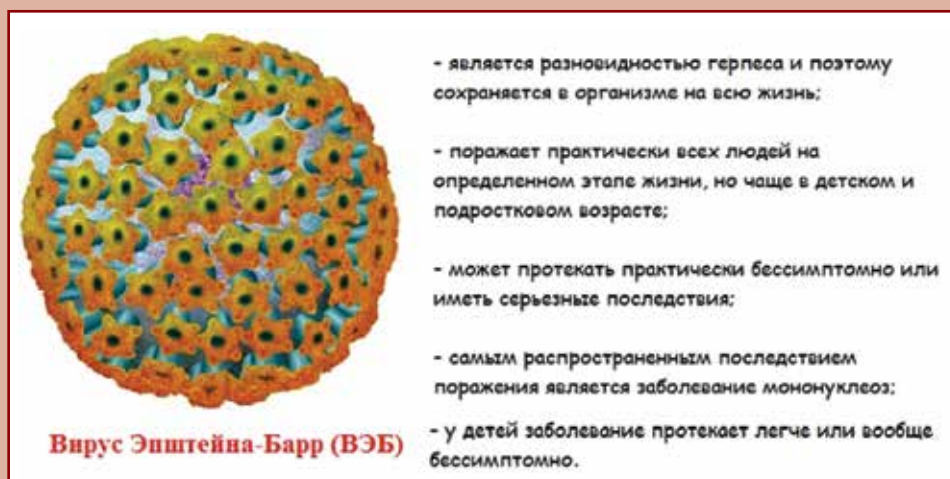 - является разновидностью герпеса и поэтому
сохраняется в организме на всю жизнь;
- поражает практически всех людей на
определенном этапе жизни, но чаще в детском и
подростковом возрасте;
- может протекать практически бессимптомно или
иметь серьезные последствия;
- самым распространенным последствием
поражения является заболевание мононуклеоз;
- у детей заболевание протекает легче или вообще
бессимптомно.
Вирус Эпштейна-Барр (ВЭБ)